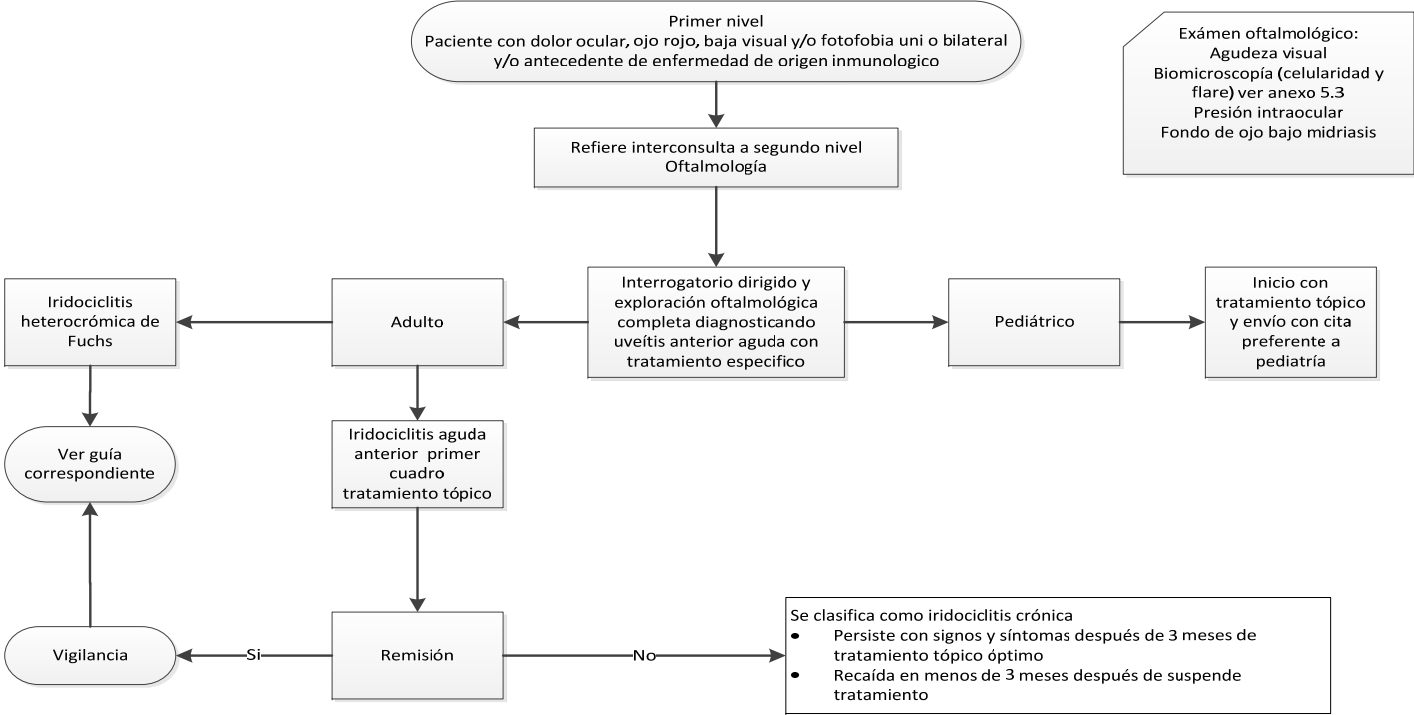 Primer nivel
Paciente con dolor ocular, ojo rojo, baja visual y/o fotofobia uni o bilateral
y/o antecedente de enfermedad de origen inmunologico
Exámen oftalmológico:
Agudeza visual
Biomicroscopía (celularidad y
flare) ver anexo 5.3
Presión intraocular
Fondo de ojo bajo midriasis
Refiere interconsulta a segundo nivel
Oftalmología
Iridociclitis
heterocrómica de
Fuchs
Adulto
Interrogatorio dirigido y
exploración oftalmológica
completa diagnosticando
uveítis anterior aguda con
tratamiento especifico
Pediátrico
Inicio con
tratamiento tópico
y envío con cita
preferente a
pediatría
Ver guía
correspondiente
Iridociclitis aguda
anterior primer
cuadro
tratamiento tópico
Vigilancia
Si
Remisión
No
Se clasifica como iridociclitis crónica
• Persiste con signos y síntomas después de 3 meses de
tratamiento tópico óptimo
• Recaída en menos de 3 meses después de suspende
tratamiento